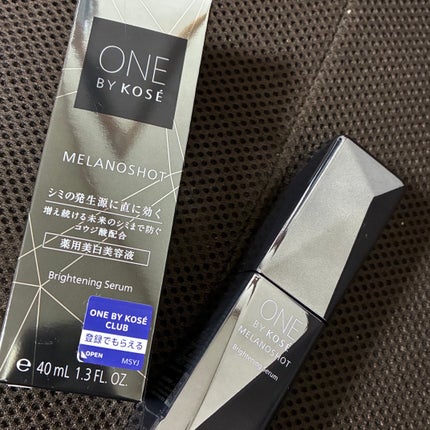 ONE
BY KOSÉ
MELANOSHOT
シミの発生源に直に効く
増え続ける未来のシミまで防ぐ
コウジ酸配合
薬用美白美容液
Brightening Serum
ONE BY KOSÉ
CLUB
登録でもらえる
OPEN MSYJ
e 40 mL 1.3 FL. OZ.
ONE
BY KOSÉ
MELANOSHOT
Brightening Serum